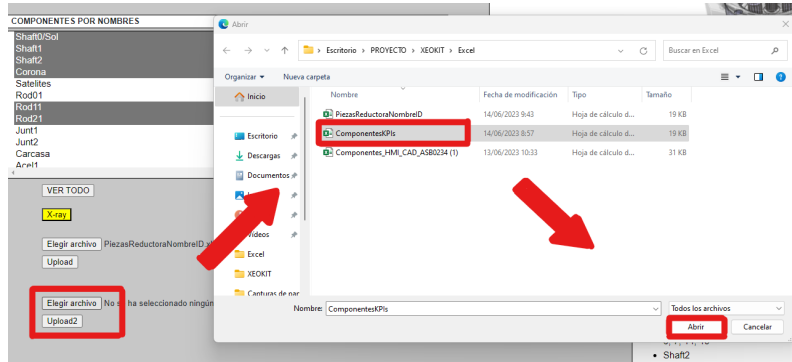 COMPONENTES POR NOMBRES
Shaft0/Sol
Shaft1
Shaft2
Corona
Satelites
Rod01
Rod11
Rod21
Junt1
Junt2
Carcasa
Acel1
VER TODO
X-ray
Elegir archivo PiezasReductoraNombreID.x
Upload
Elegir archivo No se ha seleccionado ningún
Upload2
Abrir
Escritorio > PROYECTO > XEOKIT > Excel
Buscar en Excel
Organizar Nueva carpeta
Inicio
Escritorio
Descargas
Documentos
Vídeos
Excel
XEOKIT
Canturas de par
Nombre Fecha de modificación Tipo Tamaño
PiezasReductoraNombreID 14/06/2023 9:43 Hoja de cálculo d... 19 KB
ComponentesKPIs 14/06/2023 8:57 Hoja de cálculo d... 19 KB
Componentes_HMI_CAD_ASB0234 (1) 13/06/2023 10:33 Hoja de cálculo d... 31 KB
Nombre: ComponentesKPIs
Todos los archivos
Abrir Cancelar
Shaft2